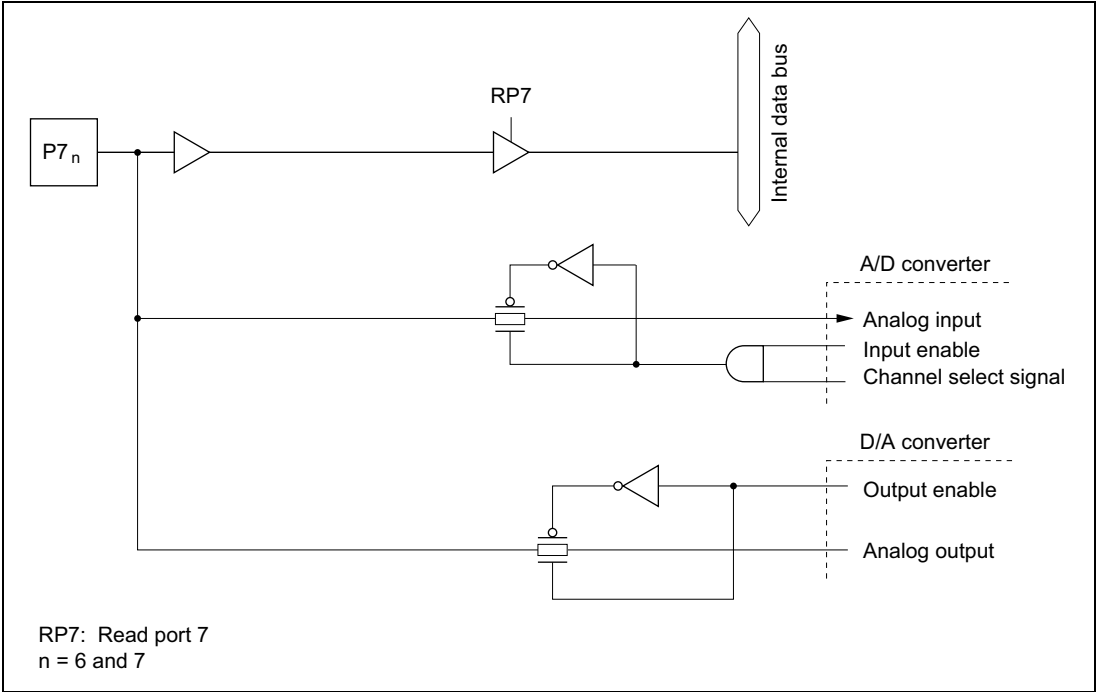 RP7
P7n
Internal data bus
A/D converter
Analog input
Input enable
Channel select signal
D/A converter
Output enable
Analog output
RP7: Read port 7
n = 6 and 7